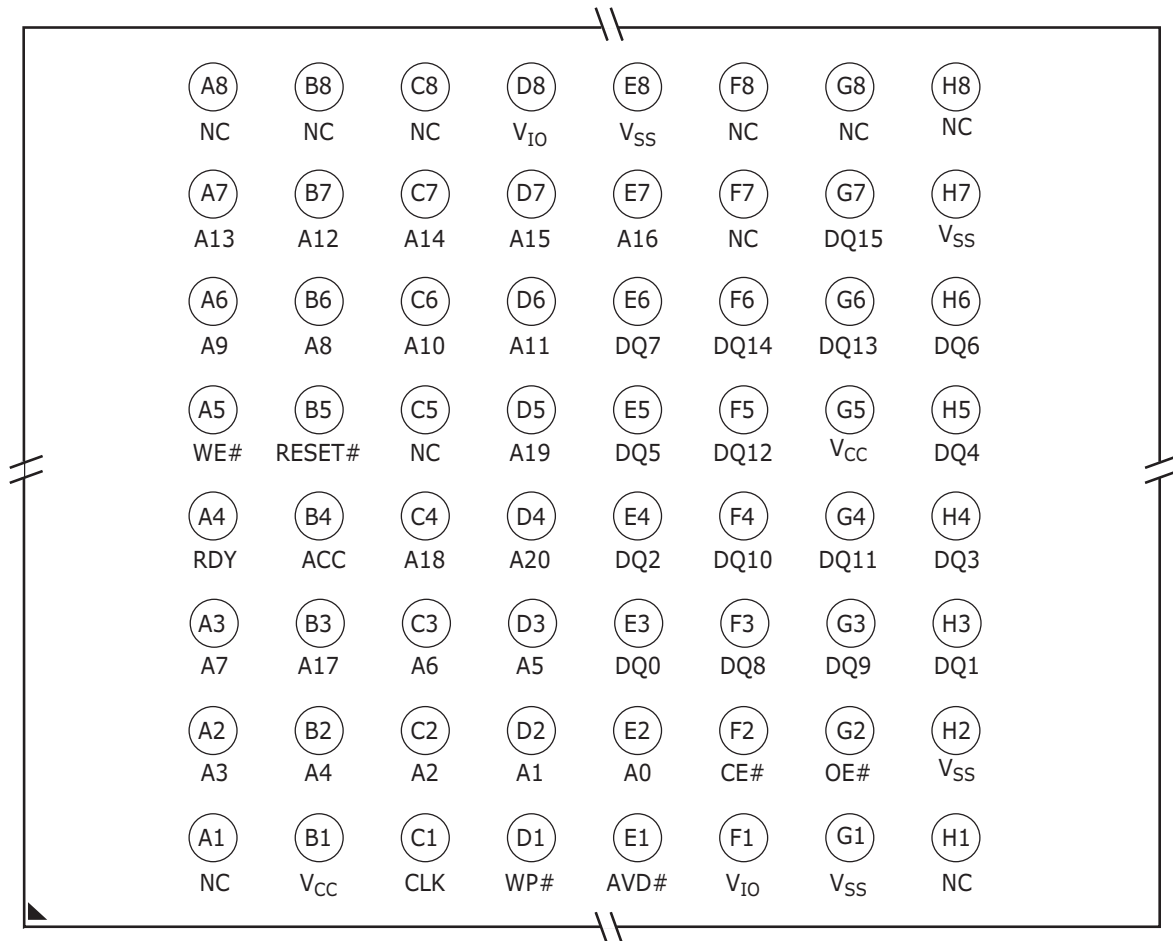 A8 B8 C8 D8 E8 F8 G8 H8
NC NC NC VIO VSS NC NC NC
A7 B7 C7 D7 E7 F7 G7 H7
A13 A12 A14 A15 A16 NC DQ15 VSS
A6 B6 C6 D6 E6 F6 G6 H6
A9 A8 A10 A11 DQ7 DQ14 DQ13 DQ6
A5 B5 C5 D5 E5 F5 G5 H5
WE# RESET# NC A19 DQ5 DQ12 VCC DQ4
A4 B4 C4 D4 E4 F4 G4 H4
RDY ACC A18 A20 DQ2 DQ10 DQ11 DQ3
A3 B3 C3 D3 E3 F3 G3 H3
A7 A17 A6 A5 DQ0 DQ8 DQ9 DQ1
A2 B2 C2 D2 E2 F2 G2 H2
A3 A4 A2 A1 A0 CE# OE# VSS
A1 B1 C1 D1 E1 F1 G1 H1
NC VCC CLK WP# AVD# VIO VSS NC